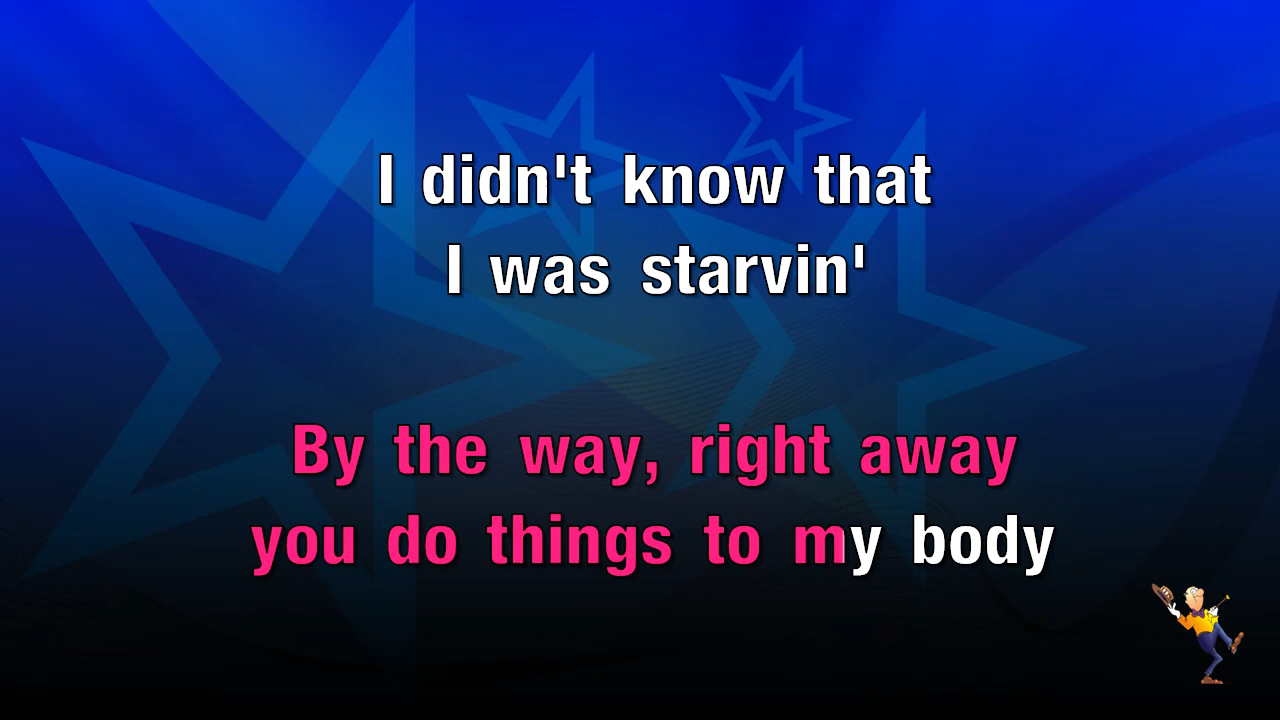 I didn't know that
I was starvin'
By the way, right away
you do things to my body